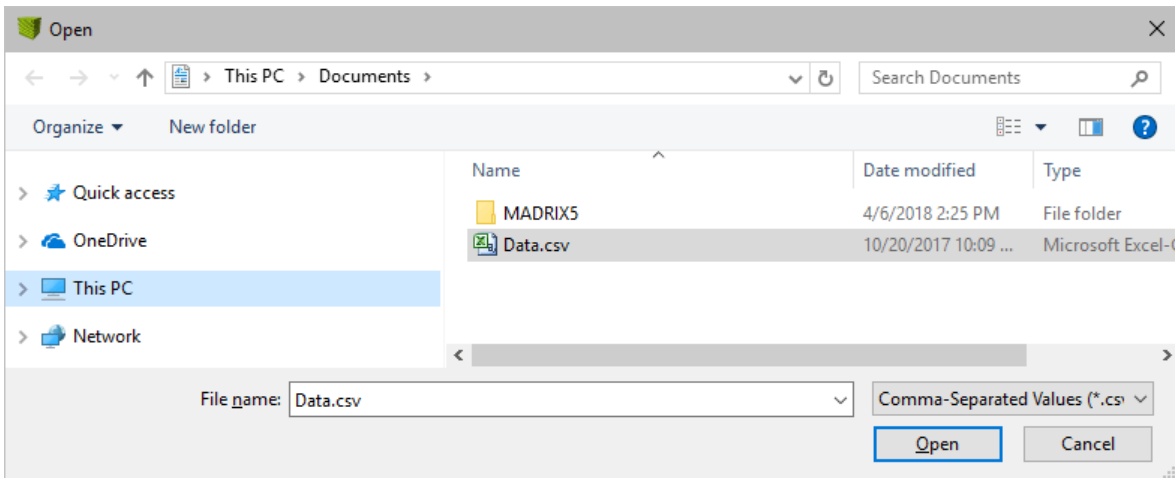 Open
This PC > Documents >
Search Documents
Organize
New folder
Name
Date modified
Type
Quick access
OneDrive
This PC
Network
MADRIX5
4/6/2018 2:25 PM
File folder
Data.csv
10/20/2017 10:09 ...
Microsoft Excel-
File name:
Data.csv
Comma-Separated Values (*.csv
Open
Cancel